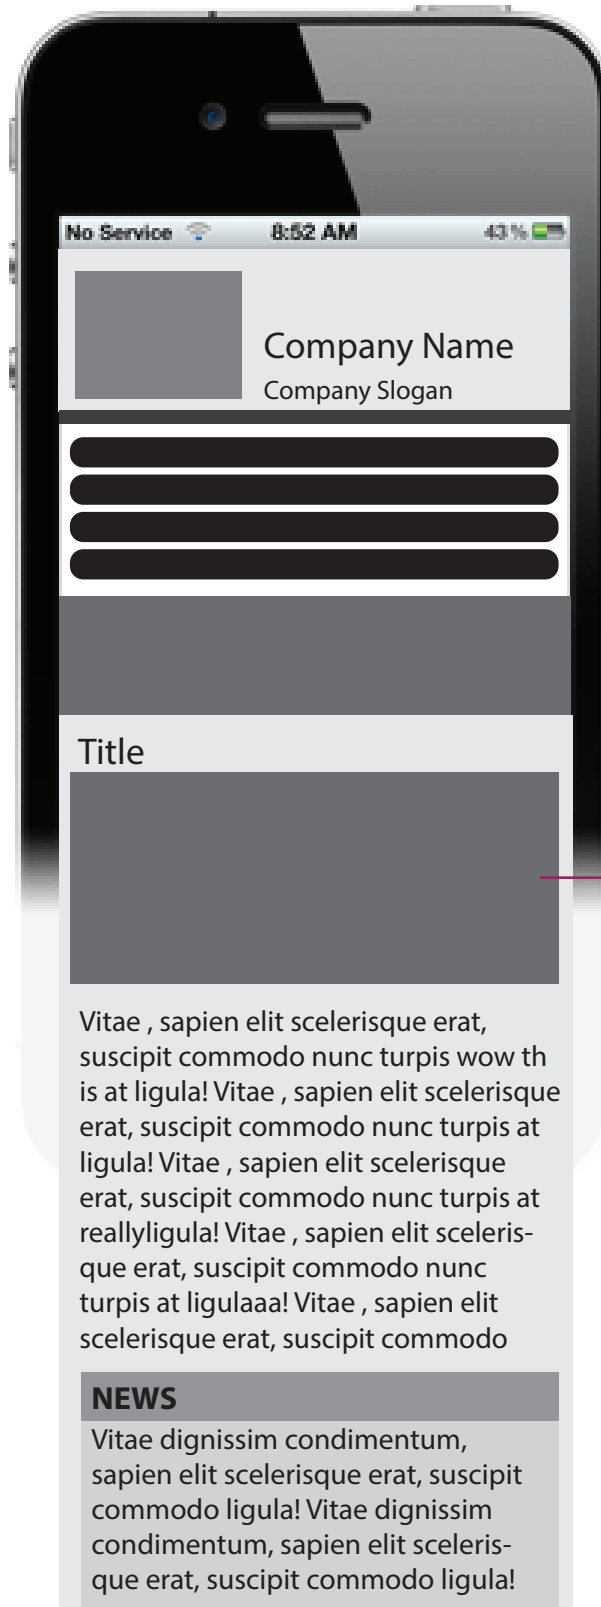 No Service 8:52 AM 43%
Company Name
Company Slogan
Title
Vitae , sapien elit scelerisque erat,
suscipit commodo nunc turpis wow th
is at ligula! Vitae , sapien elit scelerisque
erat, suscipit commodo nunc turpis at
ligula! Vitae , sapien elit scelerisque
erat, suscipit commodo nunc turpis at
reallyligula! Vitae , sapien elit sceleris-
que erat, suscipit commodo nunc
turpis at ligulaaa! Vitae , sapien elit
scelerisque erat, suscipit commodo
NEWS
Vitae dignissim condimentum,
sapien elit scelerisque erat, suscipit
commodo ligula! Vitae dignissim
condimentum, sapien elit sceleris-
que erat, suscipit commodo ligula!